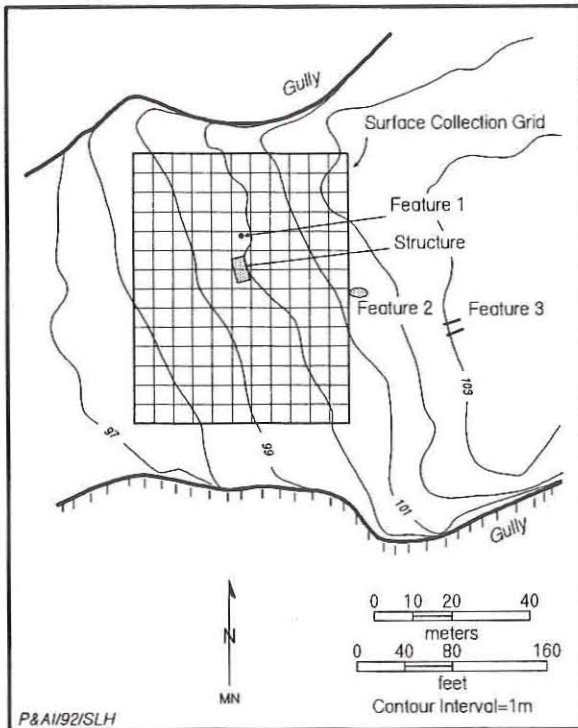 Gully
Surface Collection Grid
Feature 1
Structure
Feature 2
Feature 3
103
97
99
101
Gully
N
MN
0 10 20 40
meters
0 40 80 160
feet
Contour Interval=1m
P&AI/92/SLH